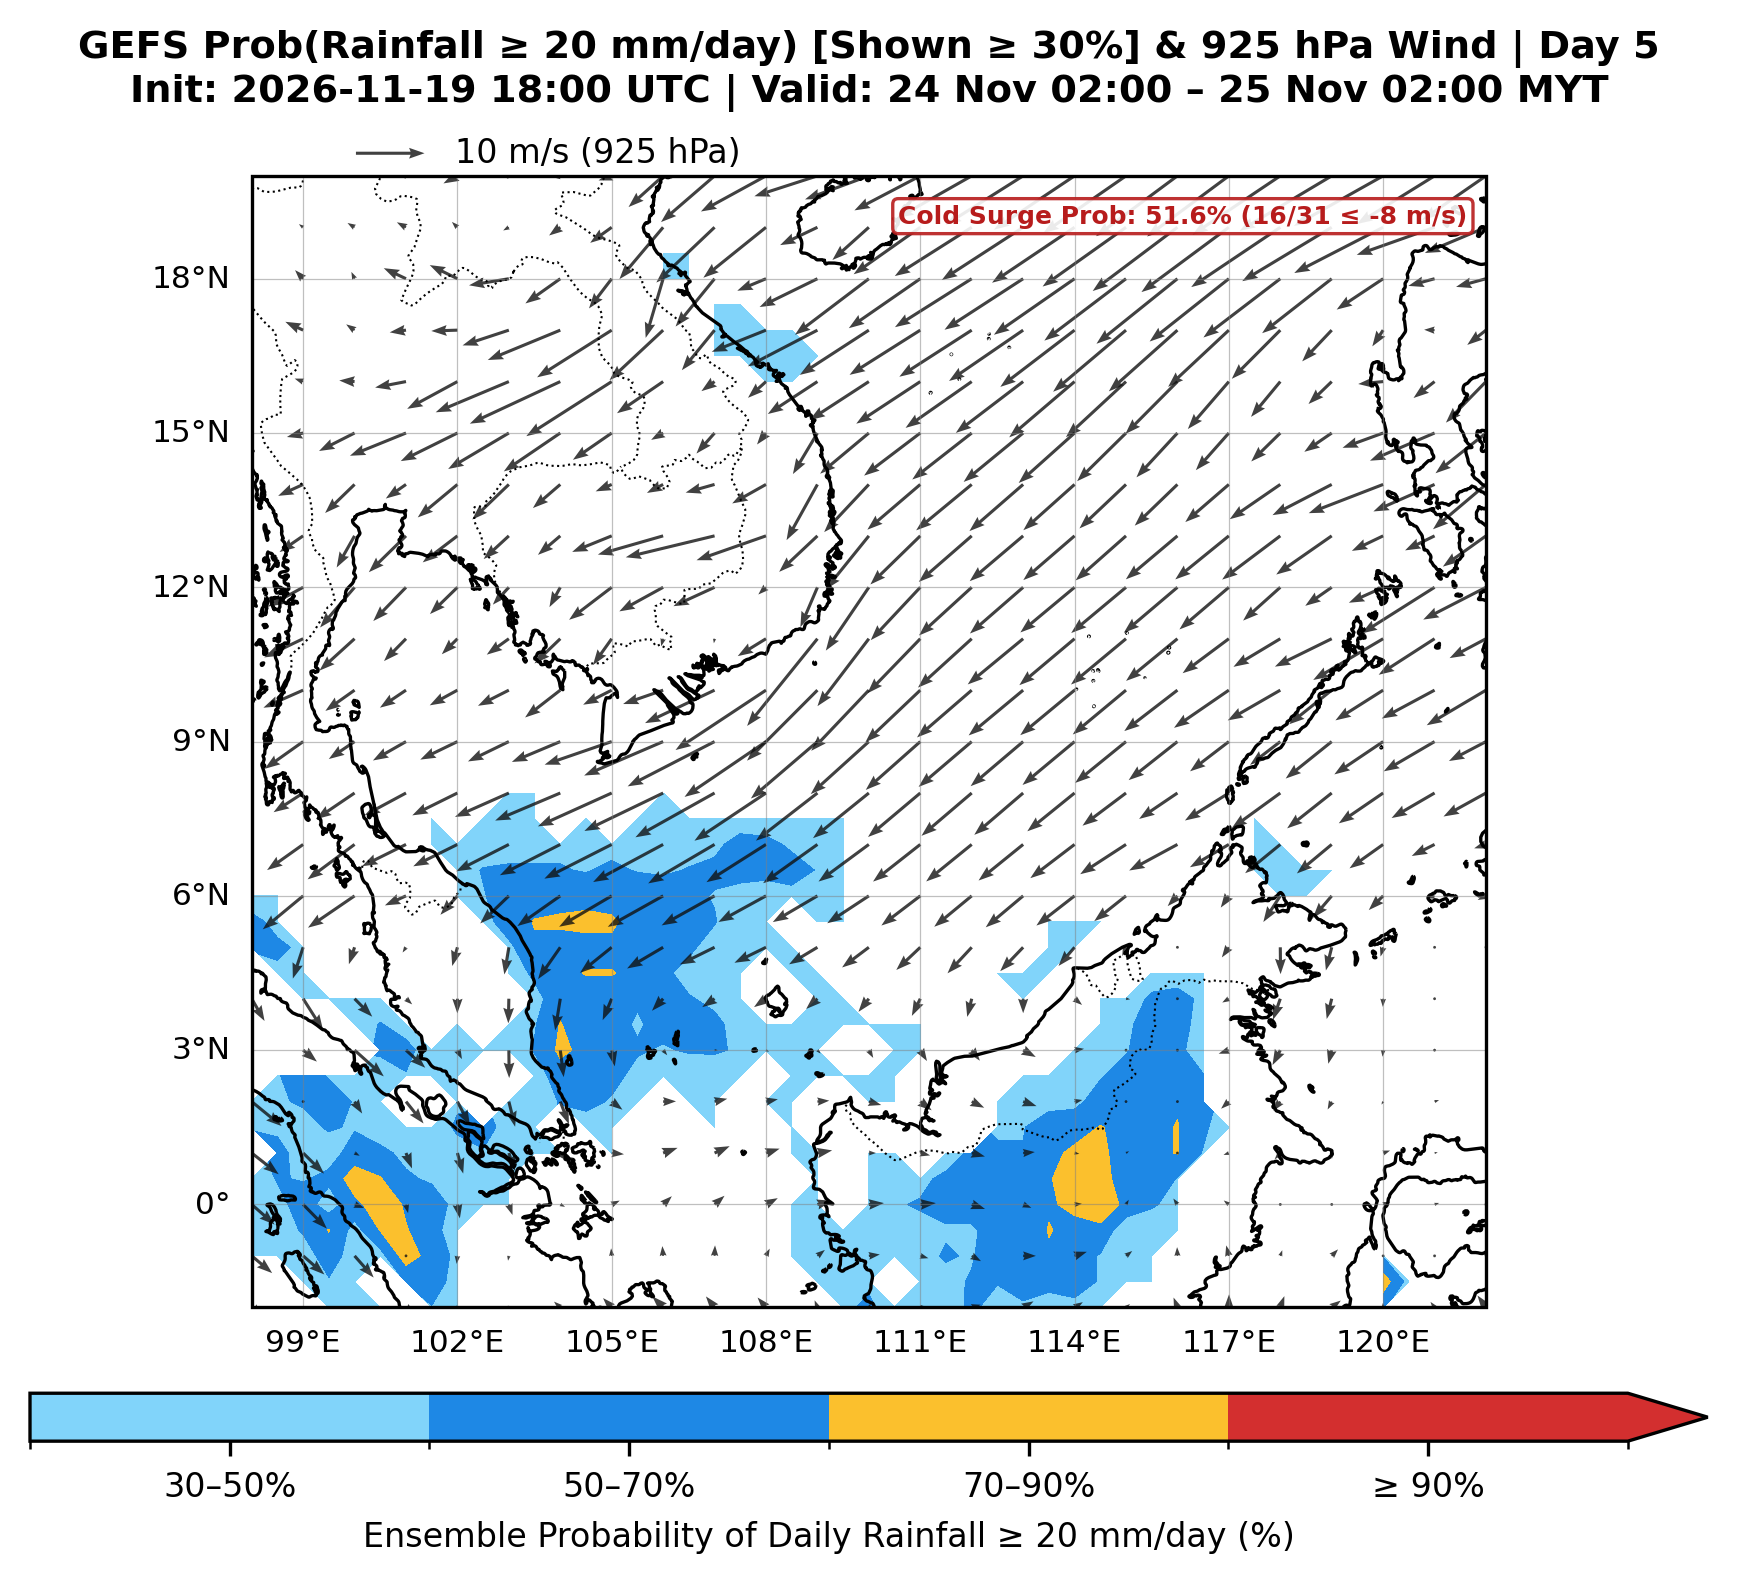 GEFS Prob(Rainfall ≥ 20 mm/day) [Shown ≥ 30%] & 925 hPa Wind | Day 5
Init: 2026-11-19 18:00 UTC | Valid: 24 Nov 02:00 – 25 Nov 02:00 MYT
10 m/s (925 hPa)
Cold Surge Prob: 51.6% (16/31 ≤ -8 m/s)
18°N
15°N
12°N
9°N
6°N
3°N
0°
99°E 102°E 105°E 108°E 111°E 114°E 117°E 120°E
30–50% 50–70% 70–90% ≥ 90%
Ensemble Probability of Daily Rainfall ≥ 20 mm/day (%)